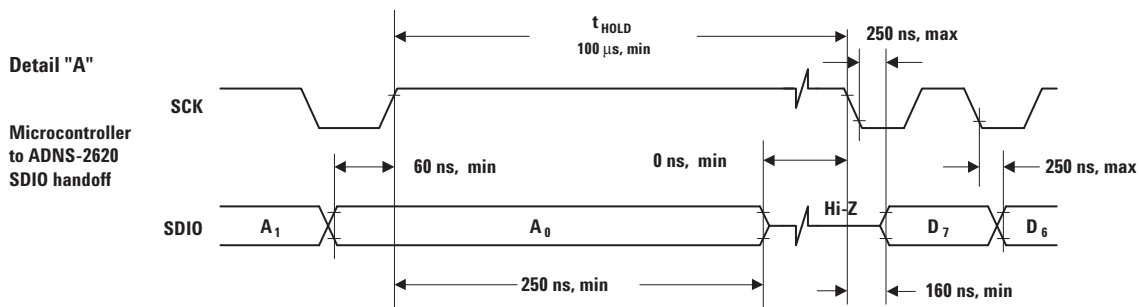 t HOLD
100 μs, min
250 ns, max
Detail "A"
SCK
Microcontroller
to ADNS-2620
SDIO handoff
60 ns, min
0 ns, min
250 ns, max
Hi-Z
SDIO
A 1
A 0
D 7
D 6
250 ns, min
160 ns, min